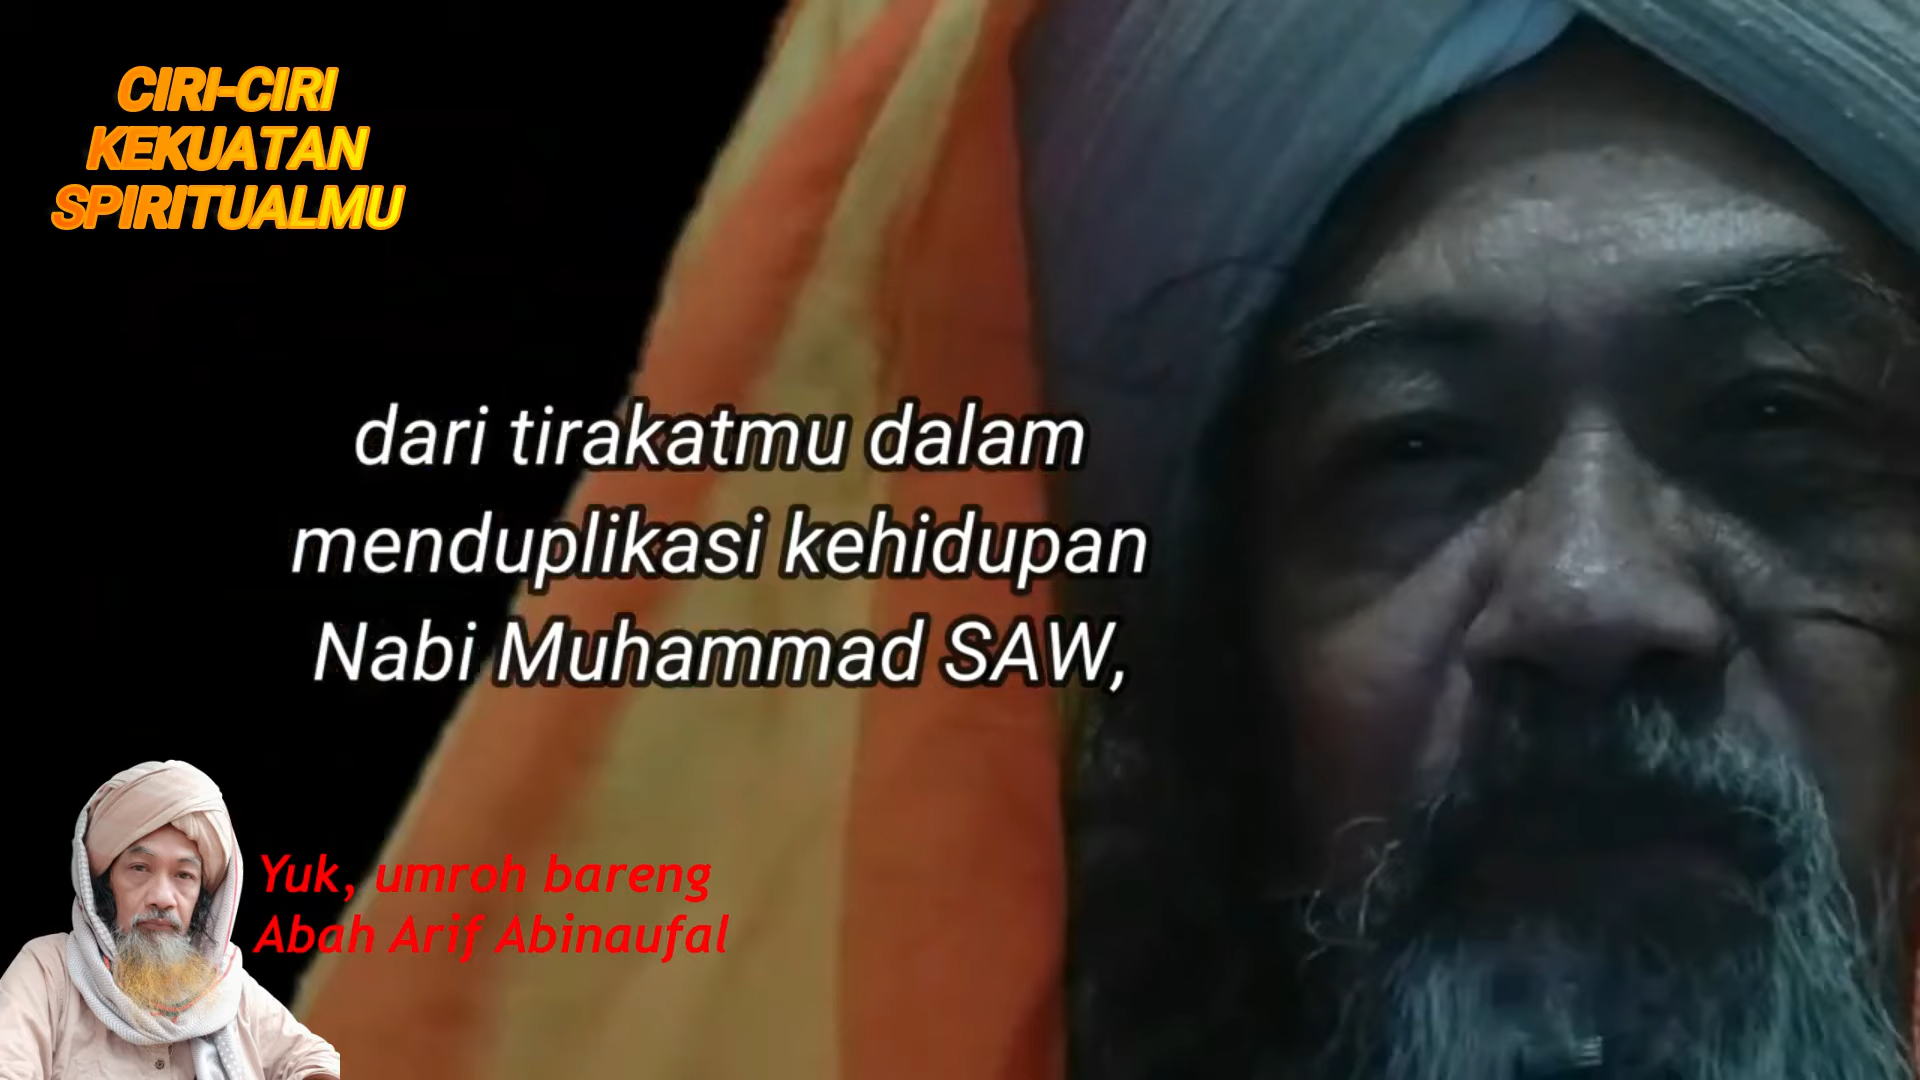 CIRI-CIRI
KEKUATAN
SPIRITUALMU
dari tirakatmu dalam
menduplikasi kehidupan
Nabi Muhammad SAW,
Yuk, umroh bareng
Abah Arif Abinaufal